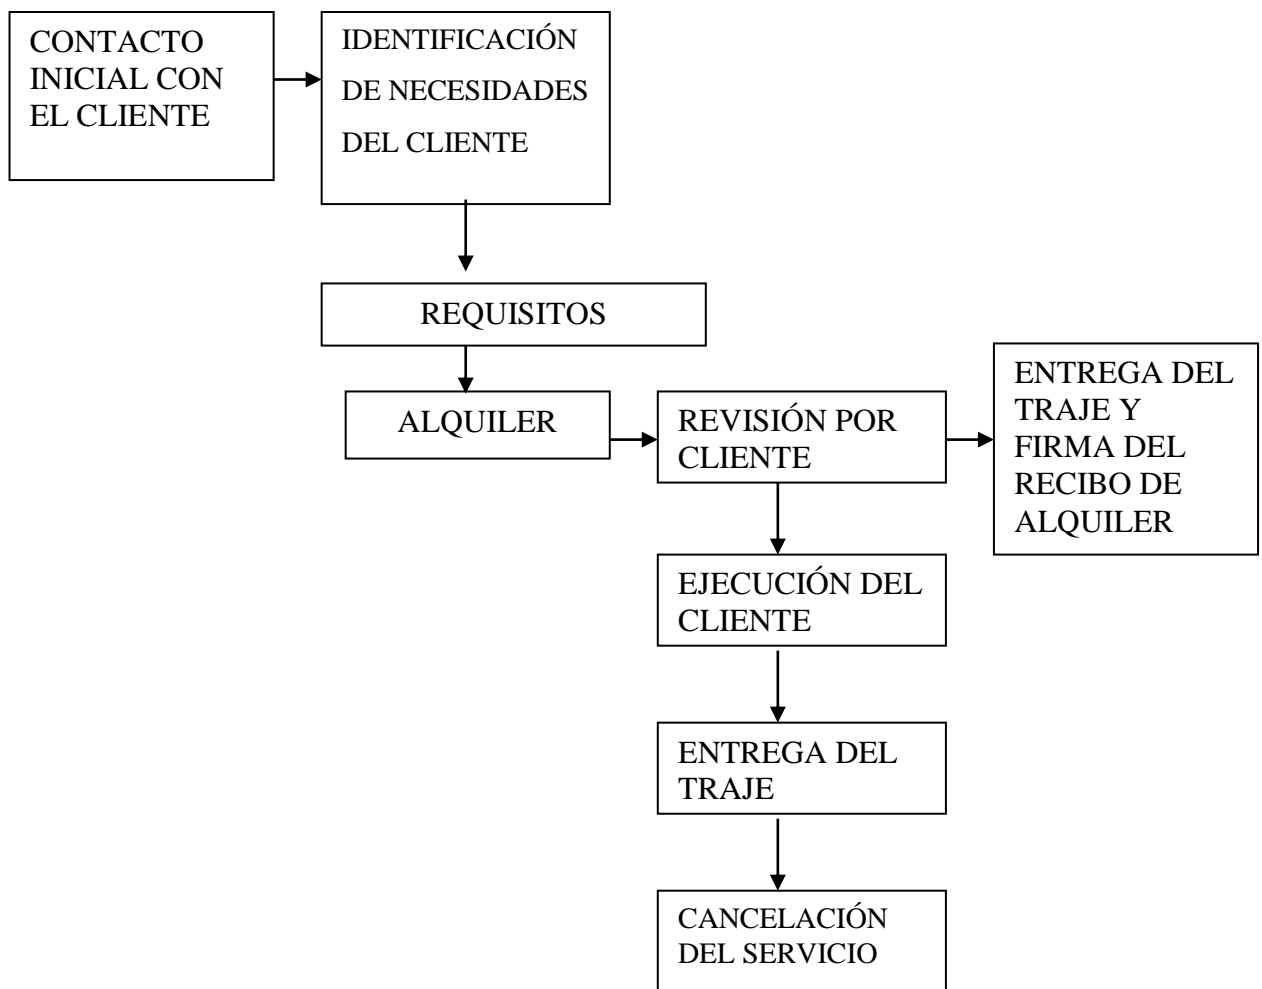 CONTACTO
INICIAL CON
EL CLIENTE
IDENTIFICACIÓN
DE NECESIDADES
DEL CLIENTE
REQUISITOS
ALQUILER
REVISIÓN POR
CLIENTE
ENTREGA DEL
TRAJE Y
FIRMA DEL
RECIBO DE
ALQUILER
EJECUCIÓN DEL
CLIENTE
ENTREGA DEL
TRAJE
CANCELACIÓN
DEL SERVICIO